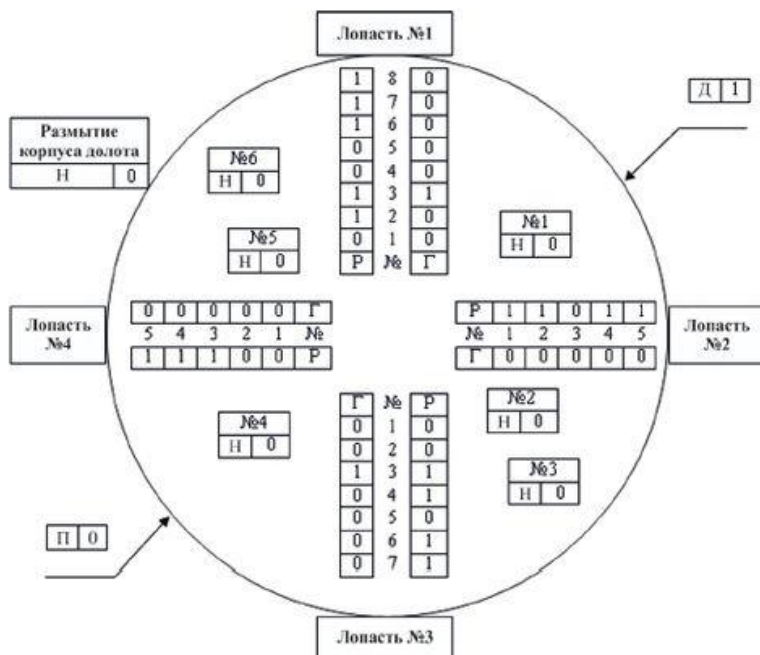 Лопасть №1
1 8 0
1 7 0
1 6 0
0 5 0
0 4 0
1 3 1
1 2 0
0 1 0
Р № Г
Д 1
Размытие
корпуса долота
Н 0
№6
Н 0
№5
Н 0
№1
Н 0
Лопасть
№4
0 0 0 0 0 Г
5 4 3 2 1 №
1 1 1 0 0 Р
Р 1 1 0 1 1
№ 1 2 3 4 5
Г 0 0 0 0 0
Лопасть
№2
№4
Н 0
Г № Р
0 1 0
0 2 0
1 3 1
0 4 1
0 5 0
0 6 1
0 7 1
№2
Н 0
№3
Н 0
П 0
Лопасть №3